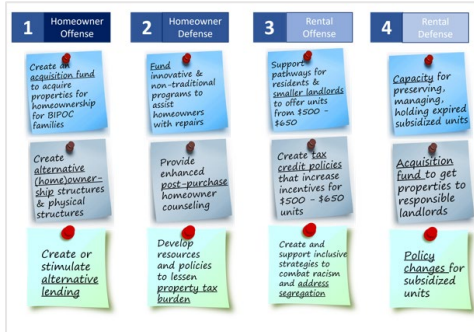 1
Homeowner
Offense
Create an
acquisition fund
to acquire
properties for
homeownership
for BIPOC
families
Create
alternative
(home)owner-
ship structures
& physical
structures
Create or
stimulate
alternative
lending
2
Homeowner
Defense
Fund
innovative &
non-traditional
programs to
assist
homeowners
with repairs
Provide
enhanced
post-purchase
homeowner
counseling
Develop
resources
and policies
to lessen
property tax
burden
3
Rental
Offense
Support
pathways for
residents &
smaller landlords
to offer units
from $500 -
$650
Create tax
credit policies
that increase
incentives for
$500 - $650
units
Create and
support inclusive
strategies to
combat racism
and address
segregation
4
Rental
Defense
Capacity for
preserving,
managing,
holding expired
subsidized units
Acquisition
fund to get
properties to
responsible
landlords
Policy
changes for
subsidized
units